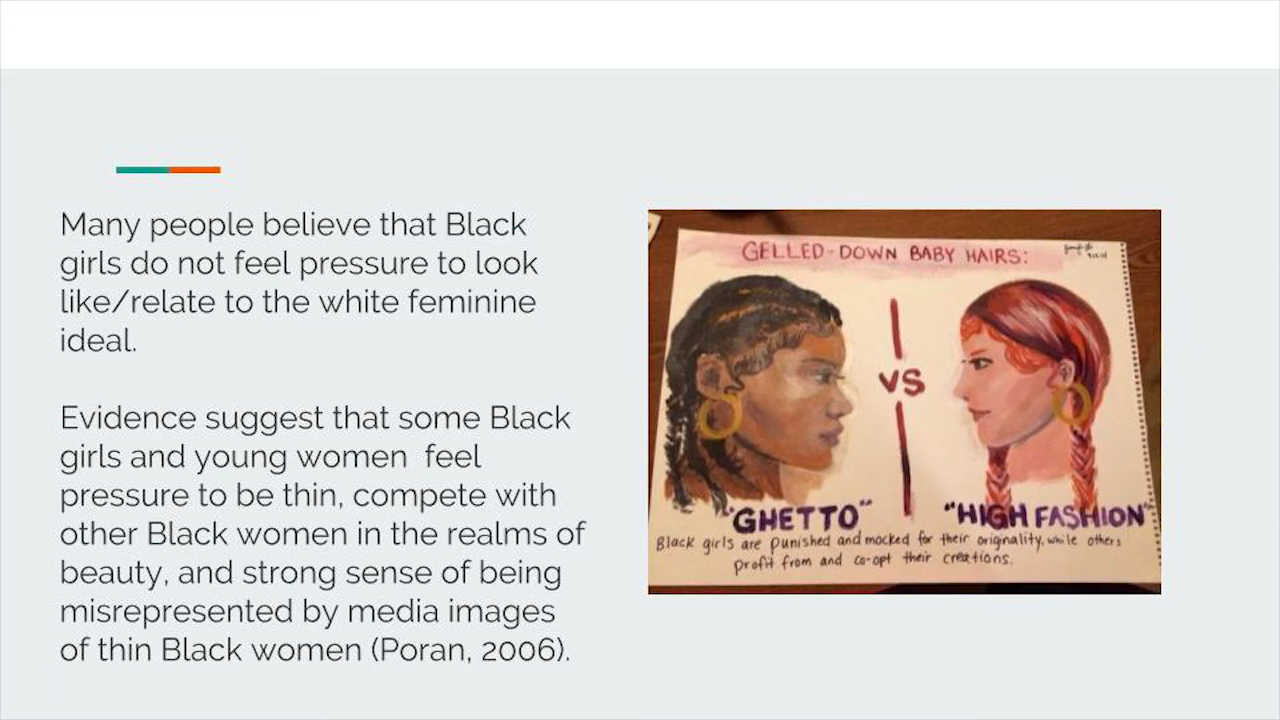 Many people believe that Black
girls do not feel pressure to look
like/relate to the white feminine
ideal.
Evidence suggest that some Black
girls and young women  feel
pressure to be thin, compete with
other Black women in the realms of
beauty, and strong sense of being
misrepresented by media images
of thin Black women (Poran, 2006).
GELLED-DOWN BABY HAIRS:
VS
"GHETTO"
"HIGH FASHION"
Black girls are punished and mocked for their originality, while others
profit from and co-opt their creations.